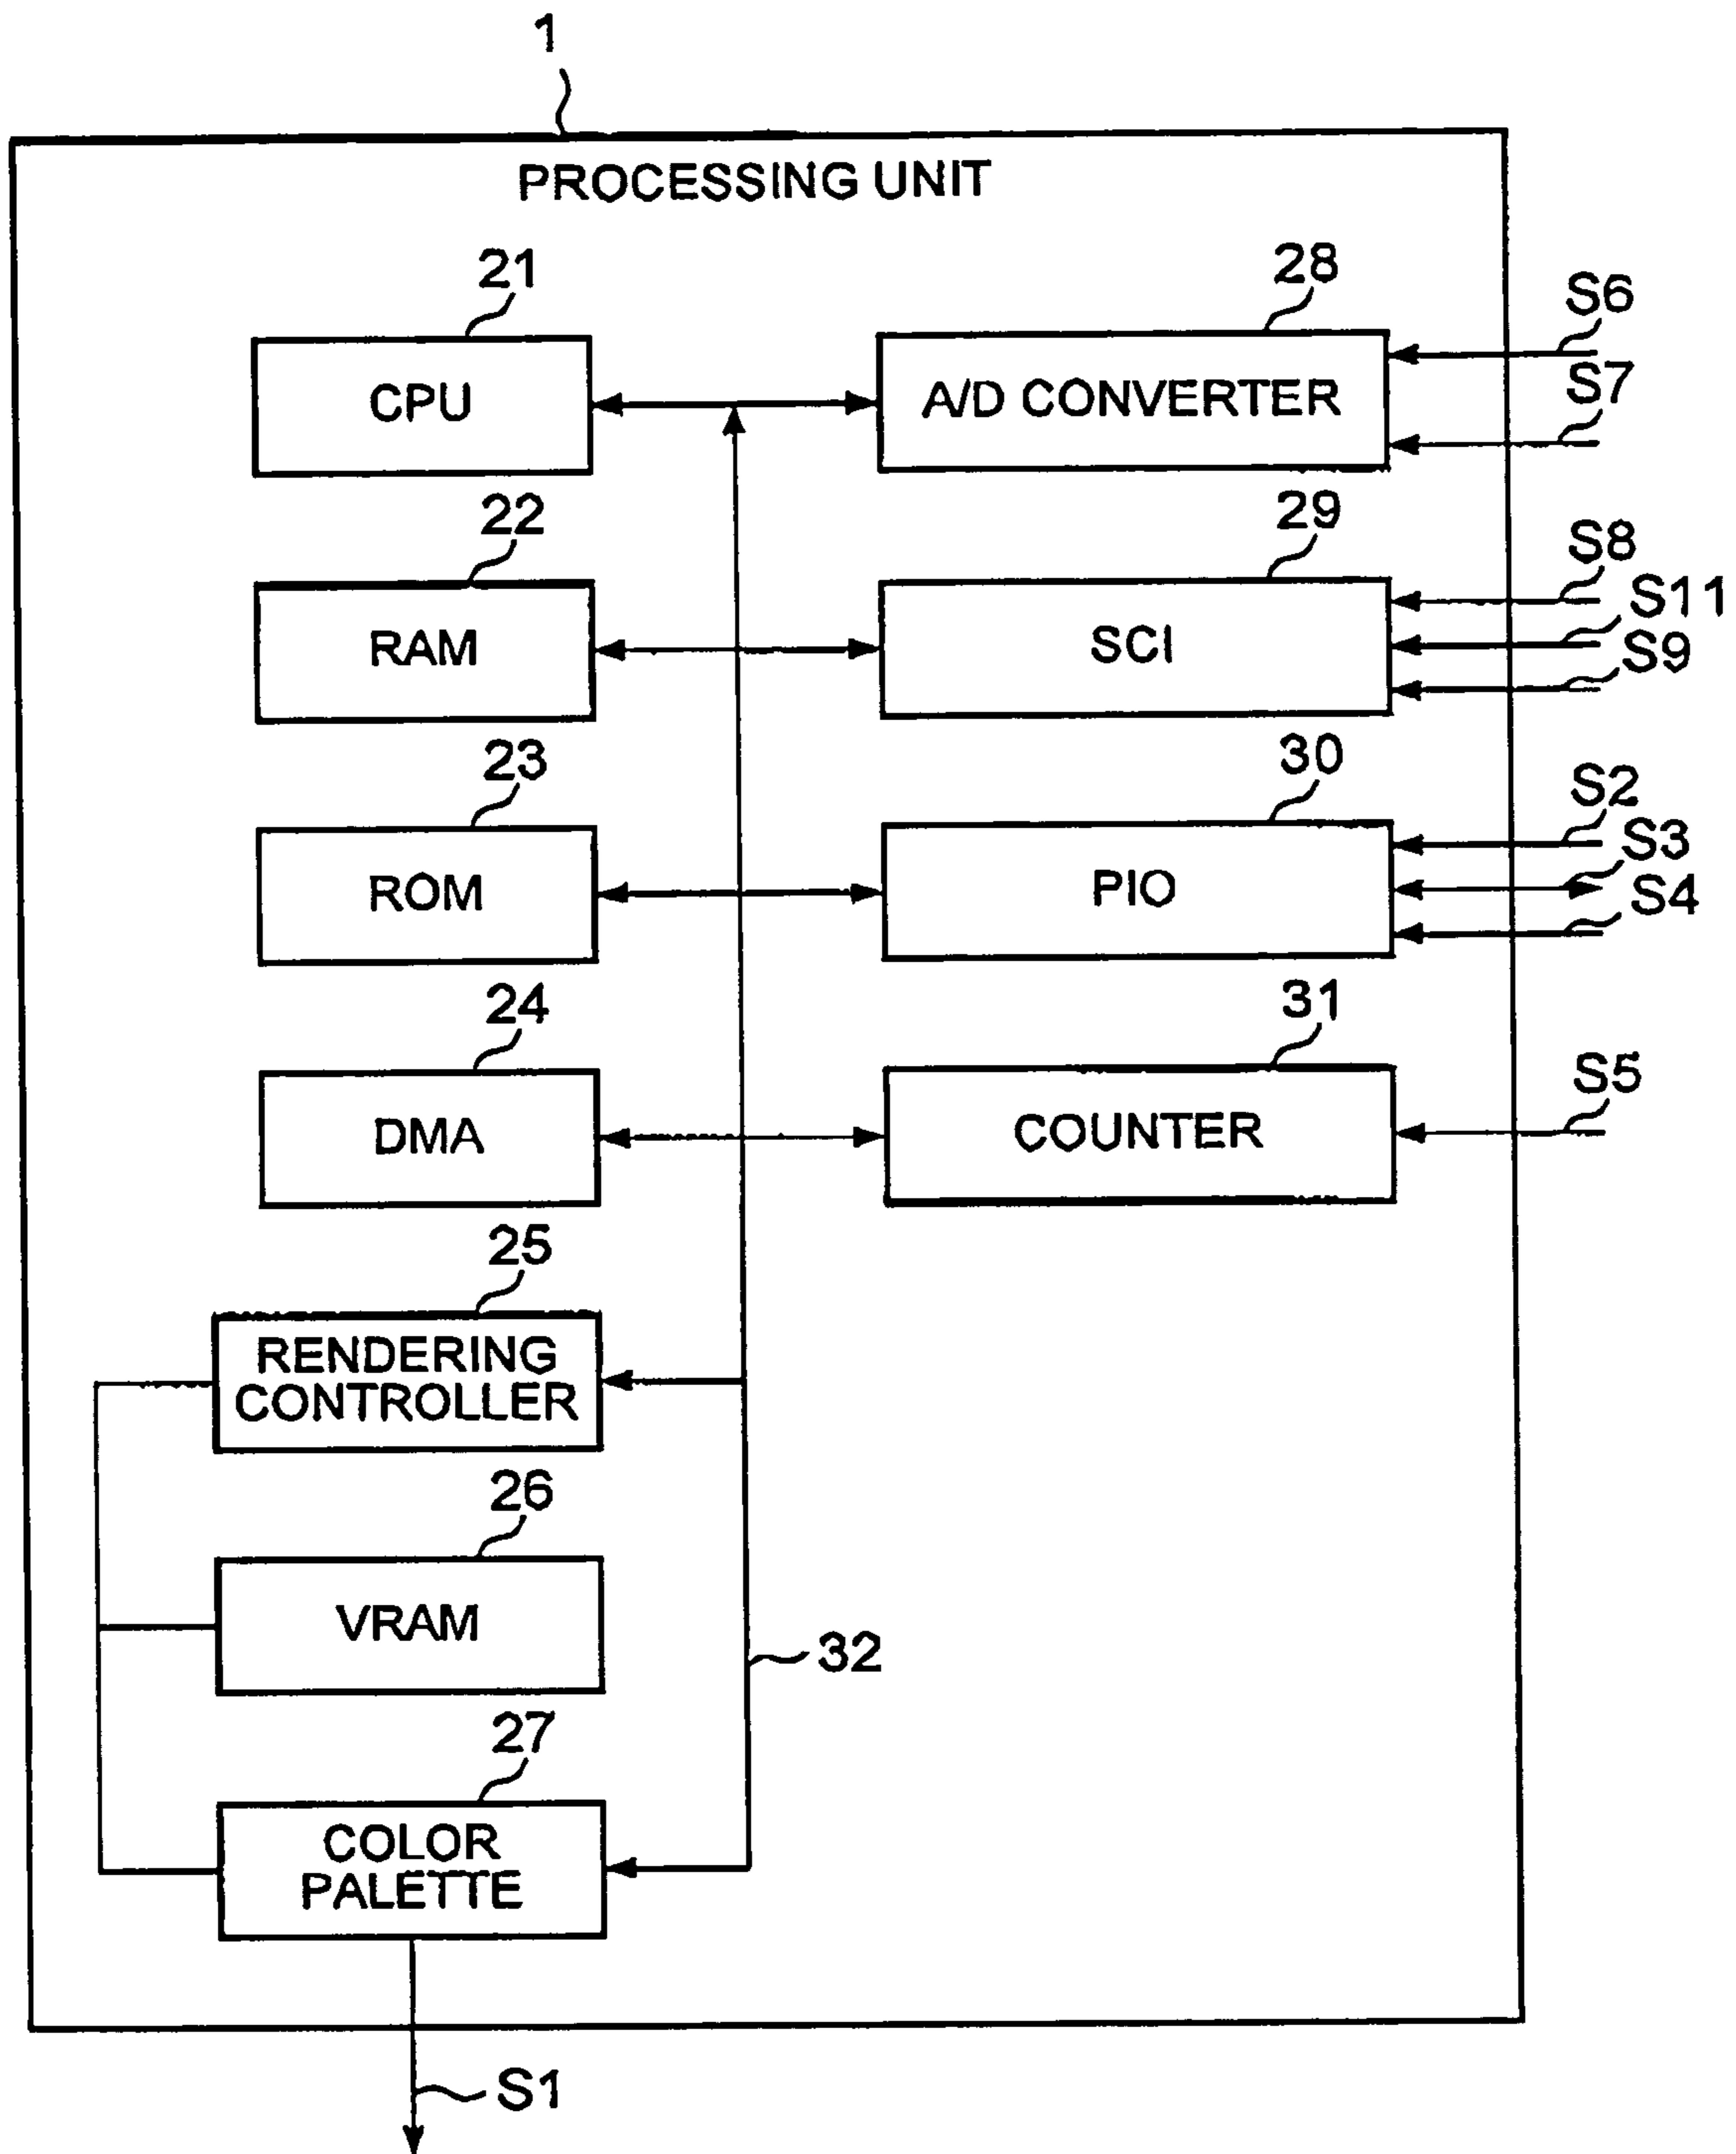 1
PROCESSING UNIT
21
28
S6
CPU
A/D CONVERTER
S7
22
29
S8
S11
RAM
SCI
S9
23
30
S2
S3
ROM
PIO
S4
24
31
S5
DMA
COUNTER
25
RENDERING
CONTROLLER
26
VRAM
32
27
COLOR
PALETTE
S1